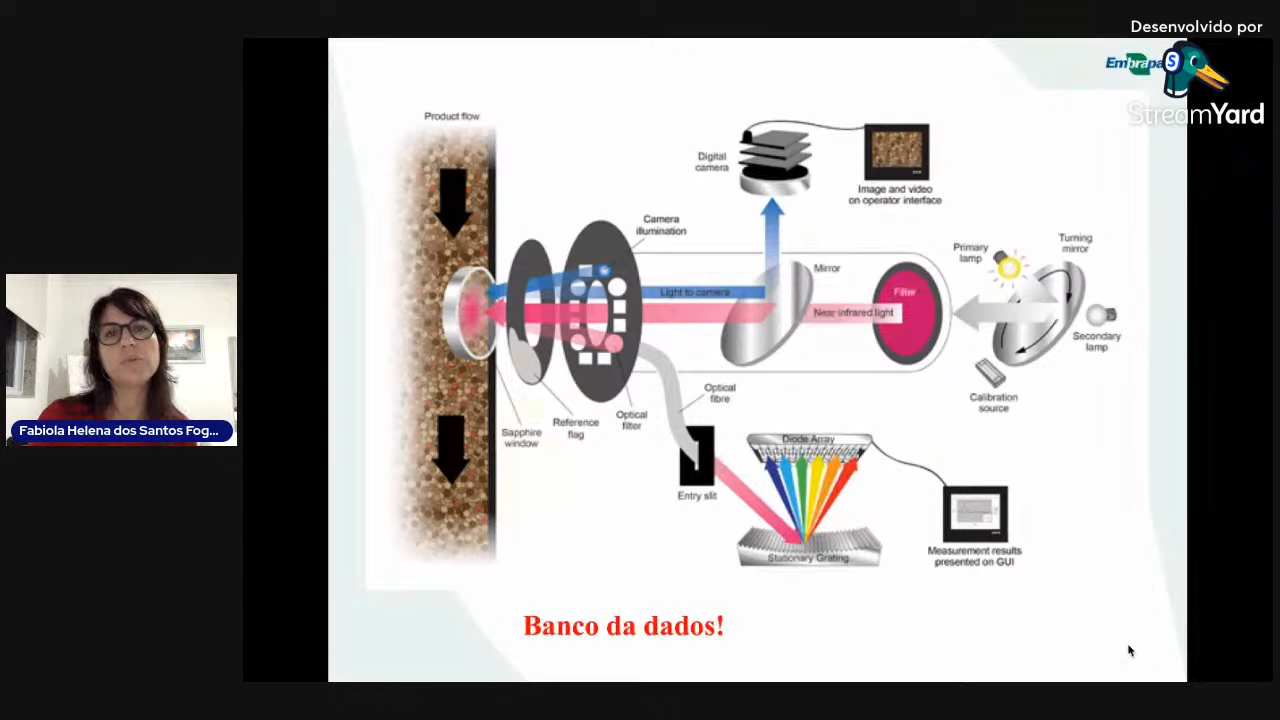 Desenvolvido por
StreamYard
Embrapa
S
Product flow
Digital
camera
Image and video
on operator interface
Camera
illumination
Primary
lamp
Turning
mirror
Mirror
Filter
Light to camera
Near infrared light
Secondary
lamp
Calibration
source
Optical
fibre
Optical
filter
Reference
flag
Sapphire
window
Diode Array
Entry slit
Stationary Grating
Measurement results
presented on GUI
Fabiola Helena dos Santos Fog...
Banco da dados!